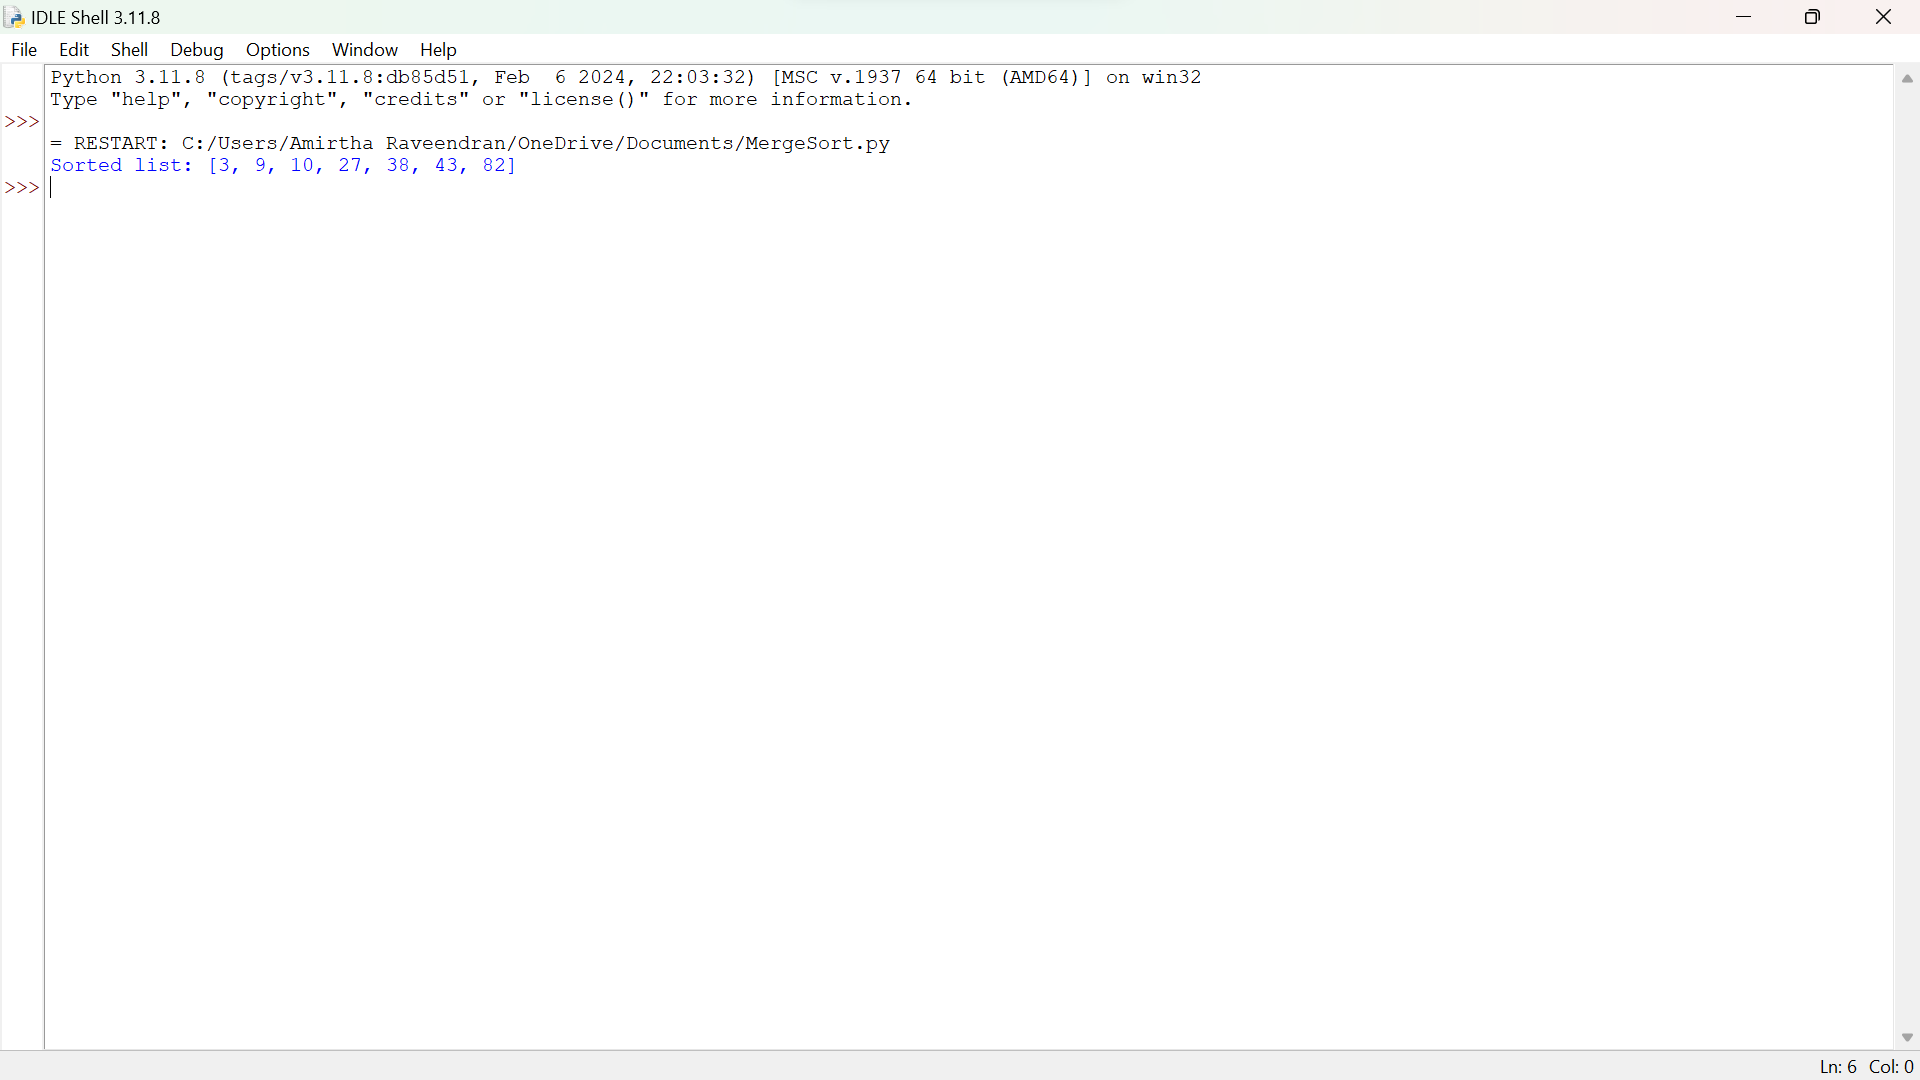 IDLE Shell 3.11.8
File Edit Shell Debug Options Window Help
Python 3.11.8 (tags/v3.11.8:db85d51, Feb  6 2024, 22:03:32) [MSC v.1937 64 bit (AMD64)] on win32
Type "help", "copyright", "credits" or "license()" for more information.
>>>
= RESTART: C:/Users/Amirtha Raveendran/OneDrive/Documents/MergeSort.py
Sorted list: [3, 9, 10, 27, 38, 43, 82]
>>>
Ln: 6 Col: 0